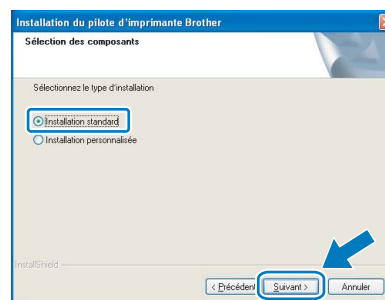 Installation du pilote d'imprimante Brother
Sélection des composants
Sélectionnez le type d'installation
Installation standard
Installation personnalisée
InstallShield
< Précédent
Suivant >
Annuler